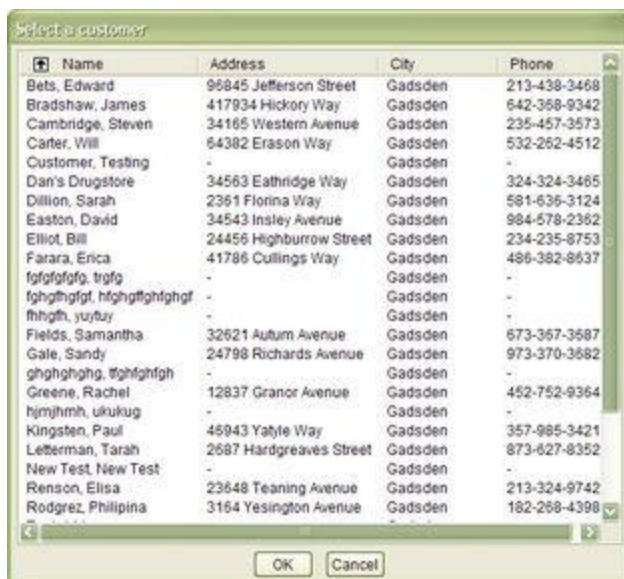 Select a customer
Name Address City Phone
Bets, Edward 96845 Jefferson Street Gadsden 213-438-3468
Bradshaw, James 417934 Hickory Way Gadsden 642-368-9342
Cambridge, Steven 34165 Western Avenue Gadsden 235-457-3573
Carter, Will 64382 Erason Way Gadsden 532-262-4512
Customer, Testing - Gadsden -
Dan's Drugstore 34563 Eathridge Way Gadsden 324-324-3465
Dillion, Sarah 2361 Florina Way Gadsden 581-636-3124
Easton, David 34543 Insley Avenue Gadsden 984-578-2362
Elliot, Bill 24456 Highburrow Street Gadsden 234-235-8753
Farara, Erica 41786 Cullings Way Gadsden 486-382-8637
fgfgfgfgfg, trgfg - Gadsden -
fghgfhgfgf, hfghgffghfghgf - Gadsden -
fhhgfh, yuytuy - Gadsden -
Fields, Samantha 32621 Autum Avenue Gadsden 673-367-3687
Gale, Sandy 24798 Richards Avenue Gadsden 973-370-3682
ghghghghg, tfghfghfgh - Gadsden -
Greene, Rachel 12837 Granor Avenue Gadsden 452-752-9364
hjmjhmh, ukukug - Gadsden -
Kingsten, Paul 46943 Yatyle Way Gadsden 357-985-3421
Letterman, Tarah 2687 Hardgreaves Street Gadsden 873-627-8352
New Test, New Test - Gadsden -
Renson, Elisa 23648 Teaning Avenue Gadsden 213-324-9742
Rodgrez, Philipina 3164 Yesington Avenue Gadsden 182-268-4398
OK Cancel